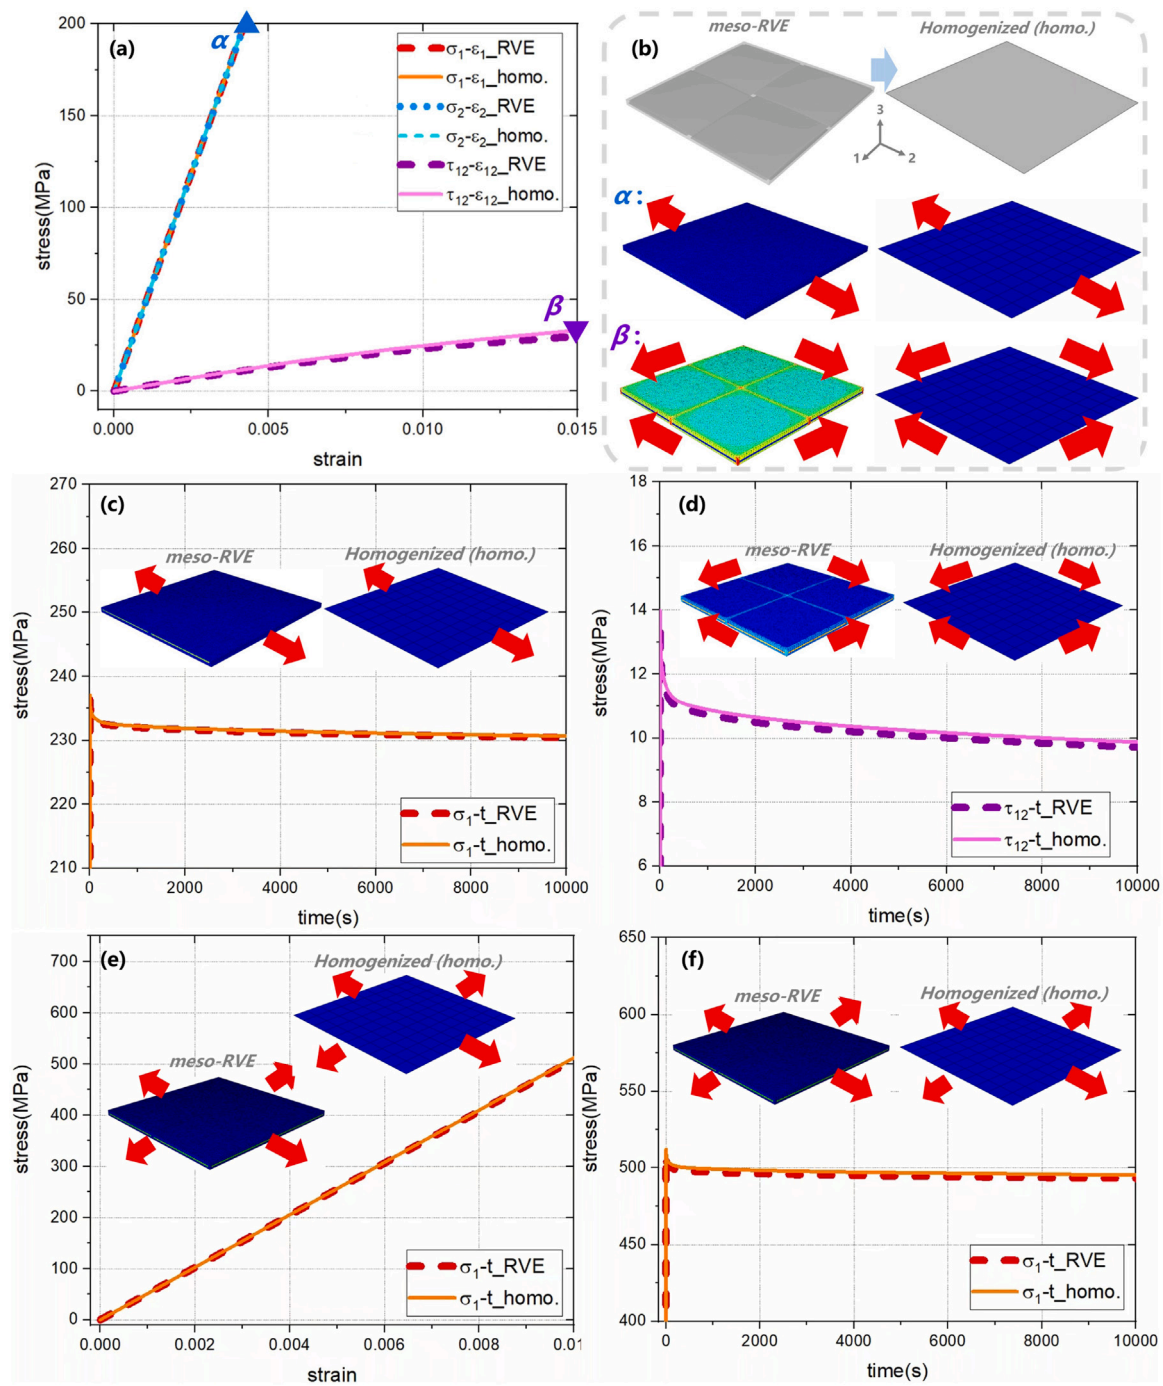 (a)
α
β
200
150
100
50
0
stress(MPa)
0.000
0.005
0.010
0.015
strain
σ₁-ε₁_RVE
σ₁-ε₁_homo.
σ₂-ε₂_RVE
σ₂-ε₂_homo.
τ₁₂-ε₁₂_RVE
τ₁₂-ε₁₂_homo.
(b)
meso-RVE
Homogenized (homo.)
3
1
2
α:
β:
(c)
270
260
250
240
230
220
210
stress(MPa)
meso-RVE
Homogenized (homo.)
σ₁-t_RVE
σ₁-t_homo.
0
2000
4000
6000
8000
10000
time(s)
(d)
18
16
14
12
10
8
6
stress(MPa)
meso-RVE
Homogenized (homo.)
τ₁₂-t_RVE
τ₁₂-t_homo.
0
2000
4000
6000
8000
10000
time(s)
(e)
700
600
500
400
300
200
100
0
stress(MPa)
Homogenized (homo.)
meso-RVE
σ₁-t_RVE
σ₁-t_homo.
0.000
0.002
0.004
0.006
0.008
0.01
strain
(f)
650
600
550
500
450
400
stress(MPa)
meso-RVE
Homogenized (homo.)
σ₁-t_RVE
σ₁-t_homo.
0
2000
4000
6000
8000
10000
time(s)